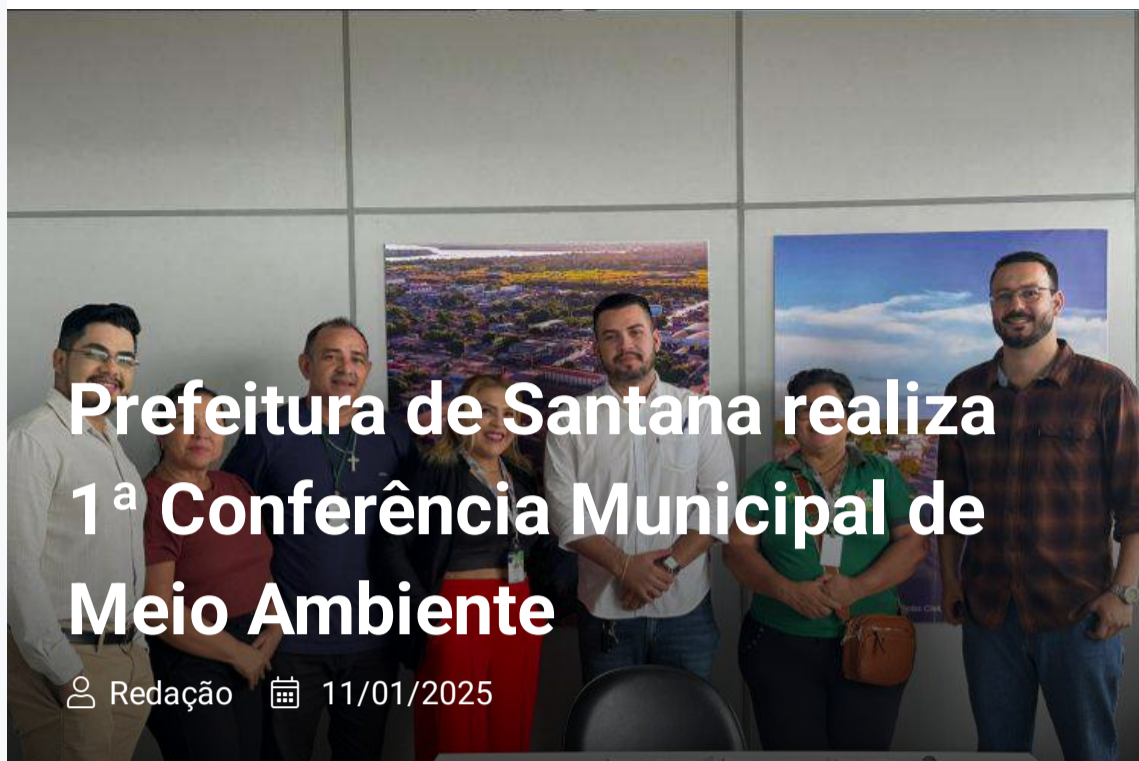 Prefeitura de Santana realiza
1ª Conferência Municipal de
Meio Ambiente
Redação 11/01/2025